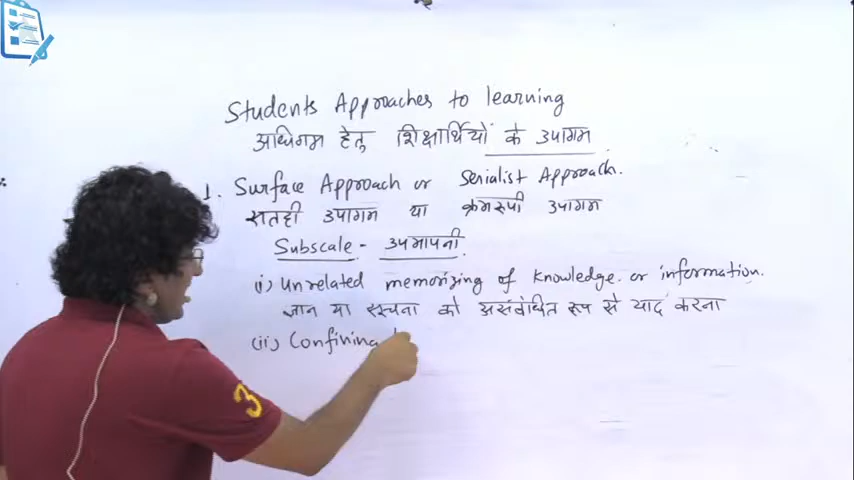 Students Approaches to learning
अधिगम हेतु शिक्षार्थियों के उपागम
1. Surface Approach or Serialist Approach.
सतही उपागम या क्रमरूपी उपागम
Subscale - उपमापनी.
(i) Unrelated memorizing of knowledge or information.
ज्ञान या सूचना को असंबंधित रूप से याद करना
(ii) Confining
3